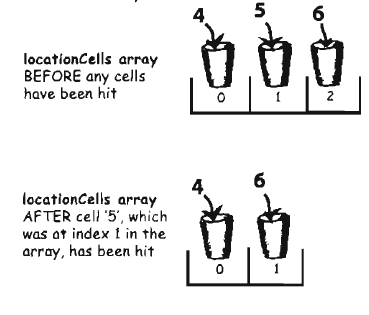 4 5 6
locationCells array
BEFORE any cells
have been hit
0 1 2
4 6
locationCells array
AFTER cell '5', which
was at index 1 in the
array, has been hit
0 1